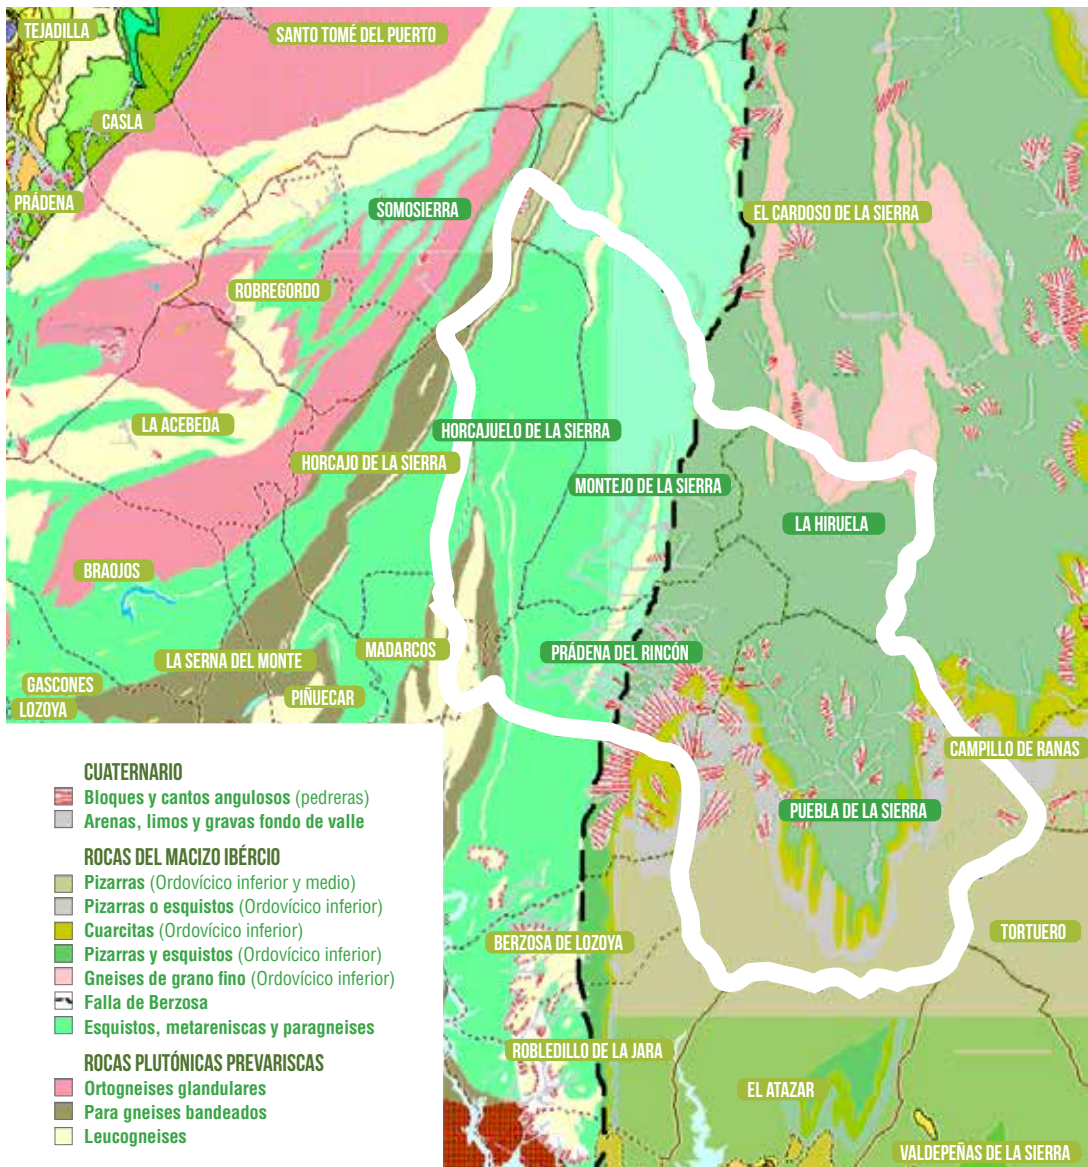 TEJADILLA
SANTO TOMÉ DEL PUERTO
CASLA
PRÁDENA
SOMOSIERRA
EL CARDOSO DE LA SIERRA
ROBREGORDO
LA ACEBEDA
HORCAJUELO DE LA SIERRA
HORCAJO DE LA SIERRA
MONTEJO DE LA SIERRA
LA HIRUELA
BRAOJOS
MADARCOS
PRÁDENA DEL RINCÓN
LA SERNA DEL MONTE
GASCONES
PIÑUECAR
LOZOYA
CAMPILLO DE RANAS
PUEBLA DE LA SIERRA
TORTUERO
BERZOSA DE LOZOYA
ROBLEDILLO DE LA JARA
EL ATAZAR
VALDEPEÑAS DE LA SIERRA
CUATERNARIO
Bloques y cantos angulosos (pedreras)
Arenas, limos y gravas fondo de valle
ROCAS DEL MACIZO IBÉRCIO
Pizarras (Ordovícico inferior y medio)
Pizarras o esquistos (Ordovícico inferior)
Cuarcitas (Ordovícico inferior)
Pizarras y esquistos (Ordovícico inferior)
Gneises de grano fino (Ordovícico inferior)
Falla de Berzosa
Esquistos, metareniscas y paragneises
ROCAS PLUTÓNICAS PREVARISCAS
Ortogneises glandulares
Para gneises bandeados
Leucogneises